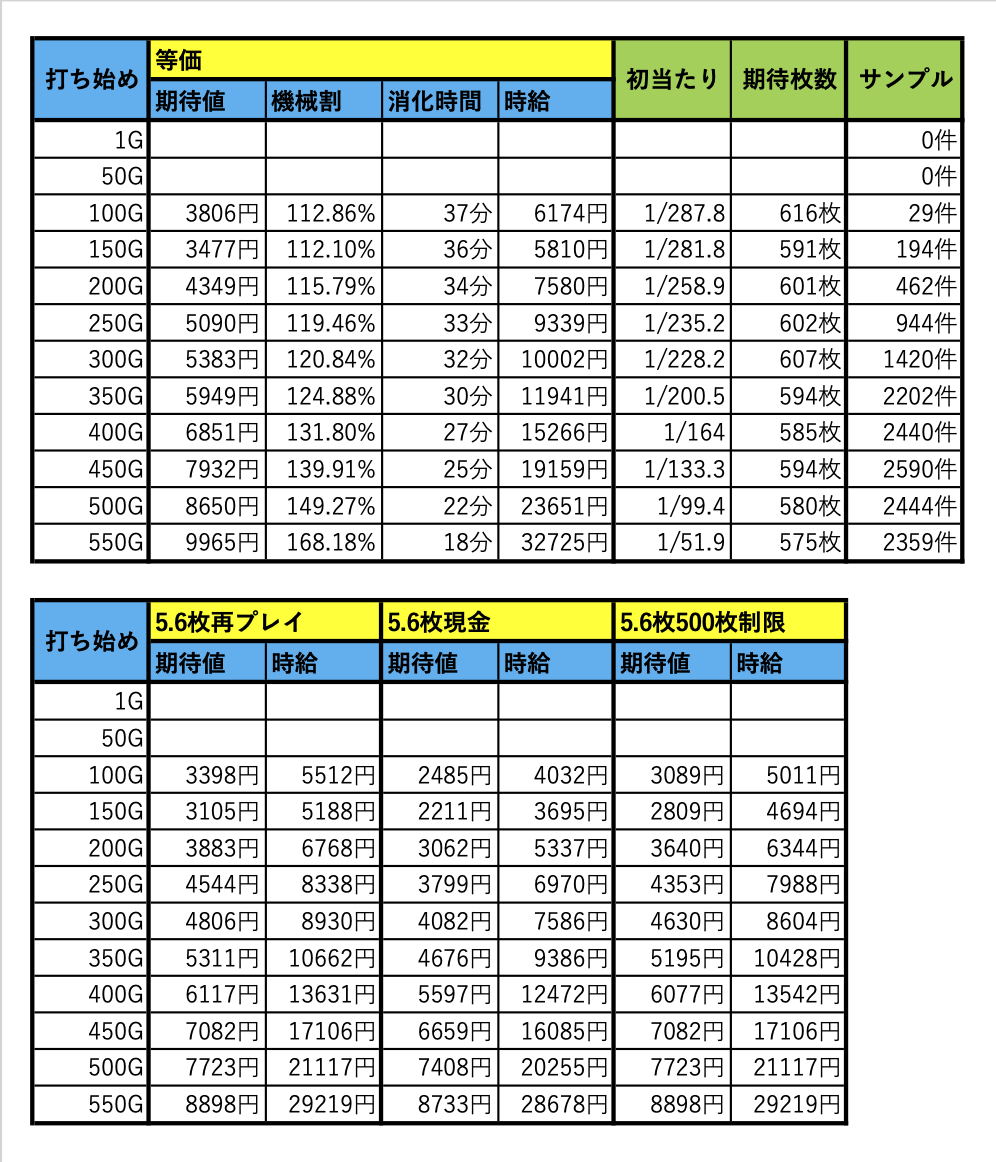 打ち始め 等価 初当たり 期待枚数 サンプル
期待値 機械割 消化時間 時給
1G 0件
50G 0件
100G 3806円 112.86% 37分 6174円 1/287.8 616枚 29件
150G 3477円 112.10% 36分 5810円 1/281.8 591枚 194件
200G 4349円 115.79% 34分 7580円 1/258.9 601枚 462件
250G 5090円 119.46% 33分 9339円 1/235.2 602枚 944件
300G 5383円 120.84% 32分 10002円 1/228.2 607枚 1420件
350G 5949円 124.88% 30分 11941円 1/200.5 594枚 2202件
400G 6851円 131.80% 27分 15266円 1/164 585枚 2440件
450G 7932円 139.91% 25分 19159円 1/133.3 594枚 2590件
500G 8650円 149.27% 22分 23651円 1/99.4 580枚 2444件
550G 9965円 168.18% 18分 32725円 1/51.9 575枚 2359件
打ち始め 5.6枚再プレイ 5.6枚現金 5.6枚500枚制限
期待値 時給 期待値 時給 期待値 時給
1G
50G
100G 3398円 5512円 2485円 4032円 3089円 5011円
150G 3105円 5188円 2211円 3695円 2809円 4694円
200G 3883円 6768円 3062円 5337円 3640円 6344円
250G 4544円 8338円 3799円 6970円 4353円 7988円
300G 4806円 8930円 4082円 7586円 4630円 8604円
350G 5311円 10662円 4676円 9386円 5195円 10428円
400G 6117円 13631円 5597円 12472円 6077円 13542円
450G 7082円 17106円 6659円 16085円 7082円 17106円
500G 7723円 21117円 7408円 20255円 7723円 21117円
550G 8898円 29219円 8733円 28678円 8898円 29219円